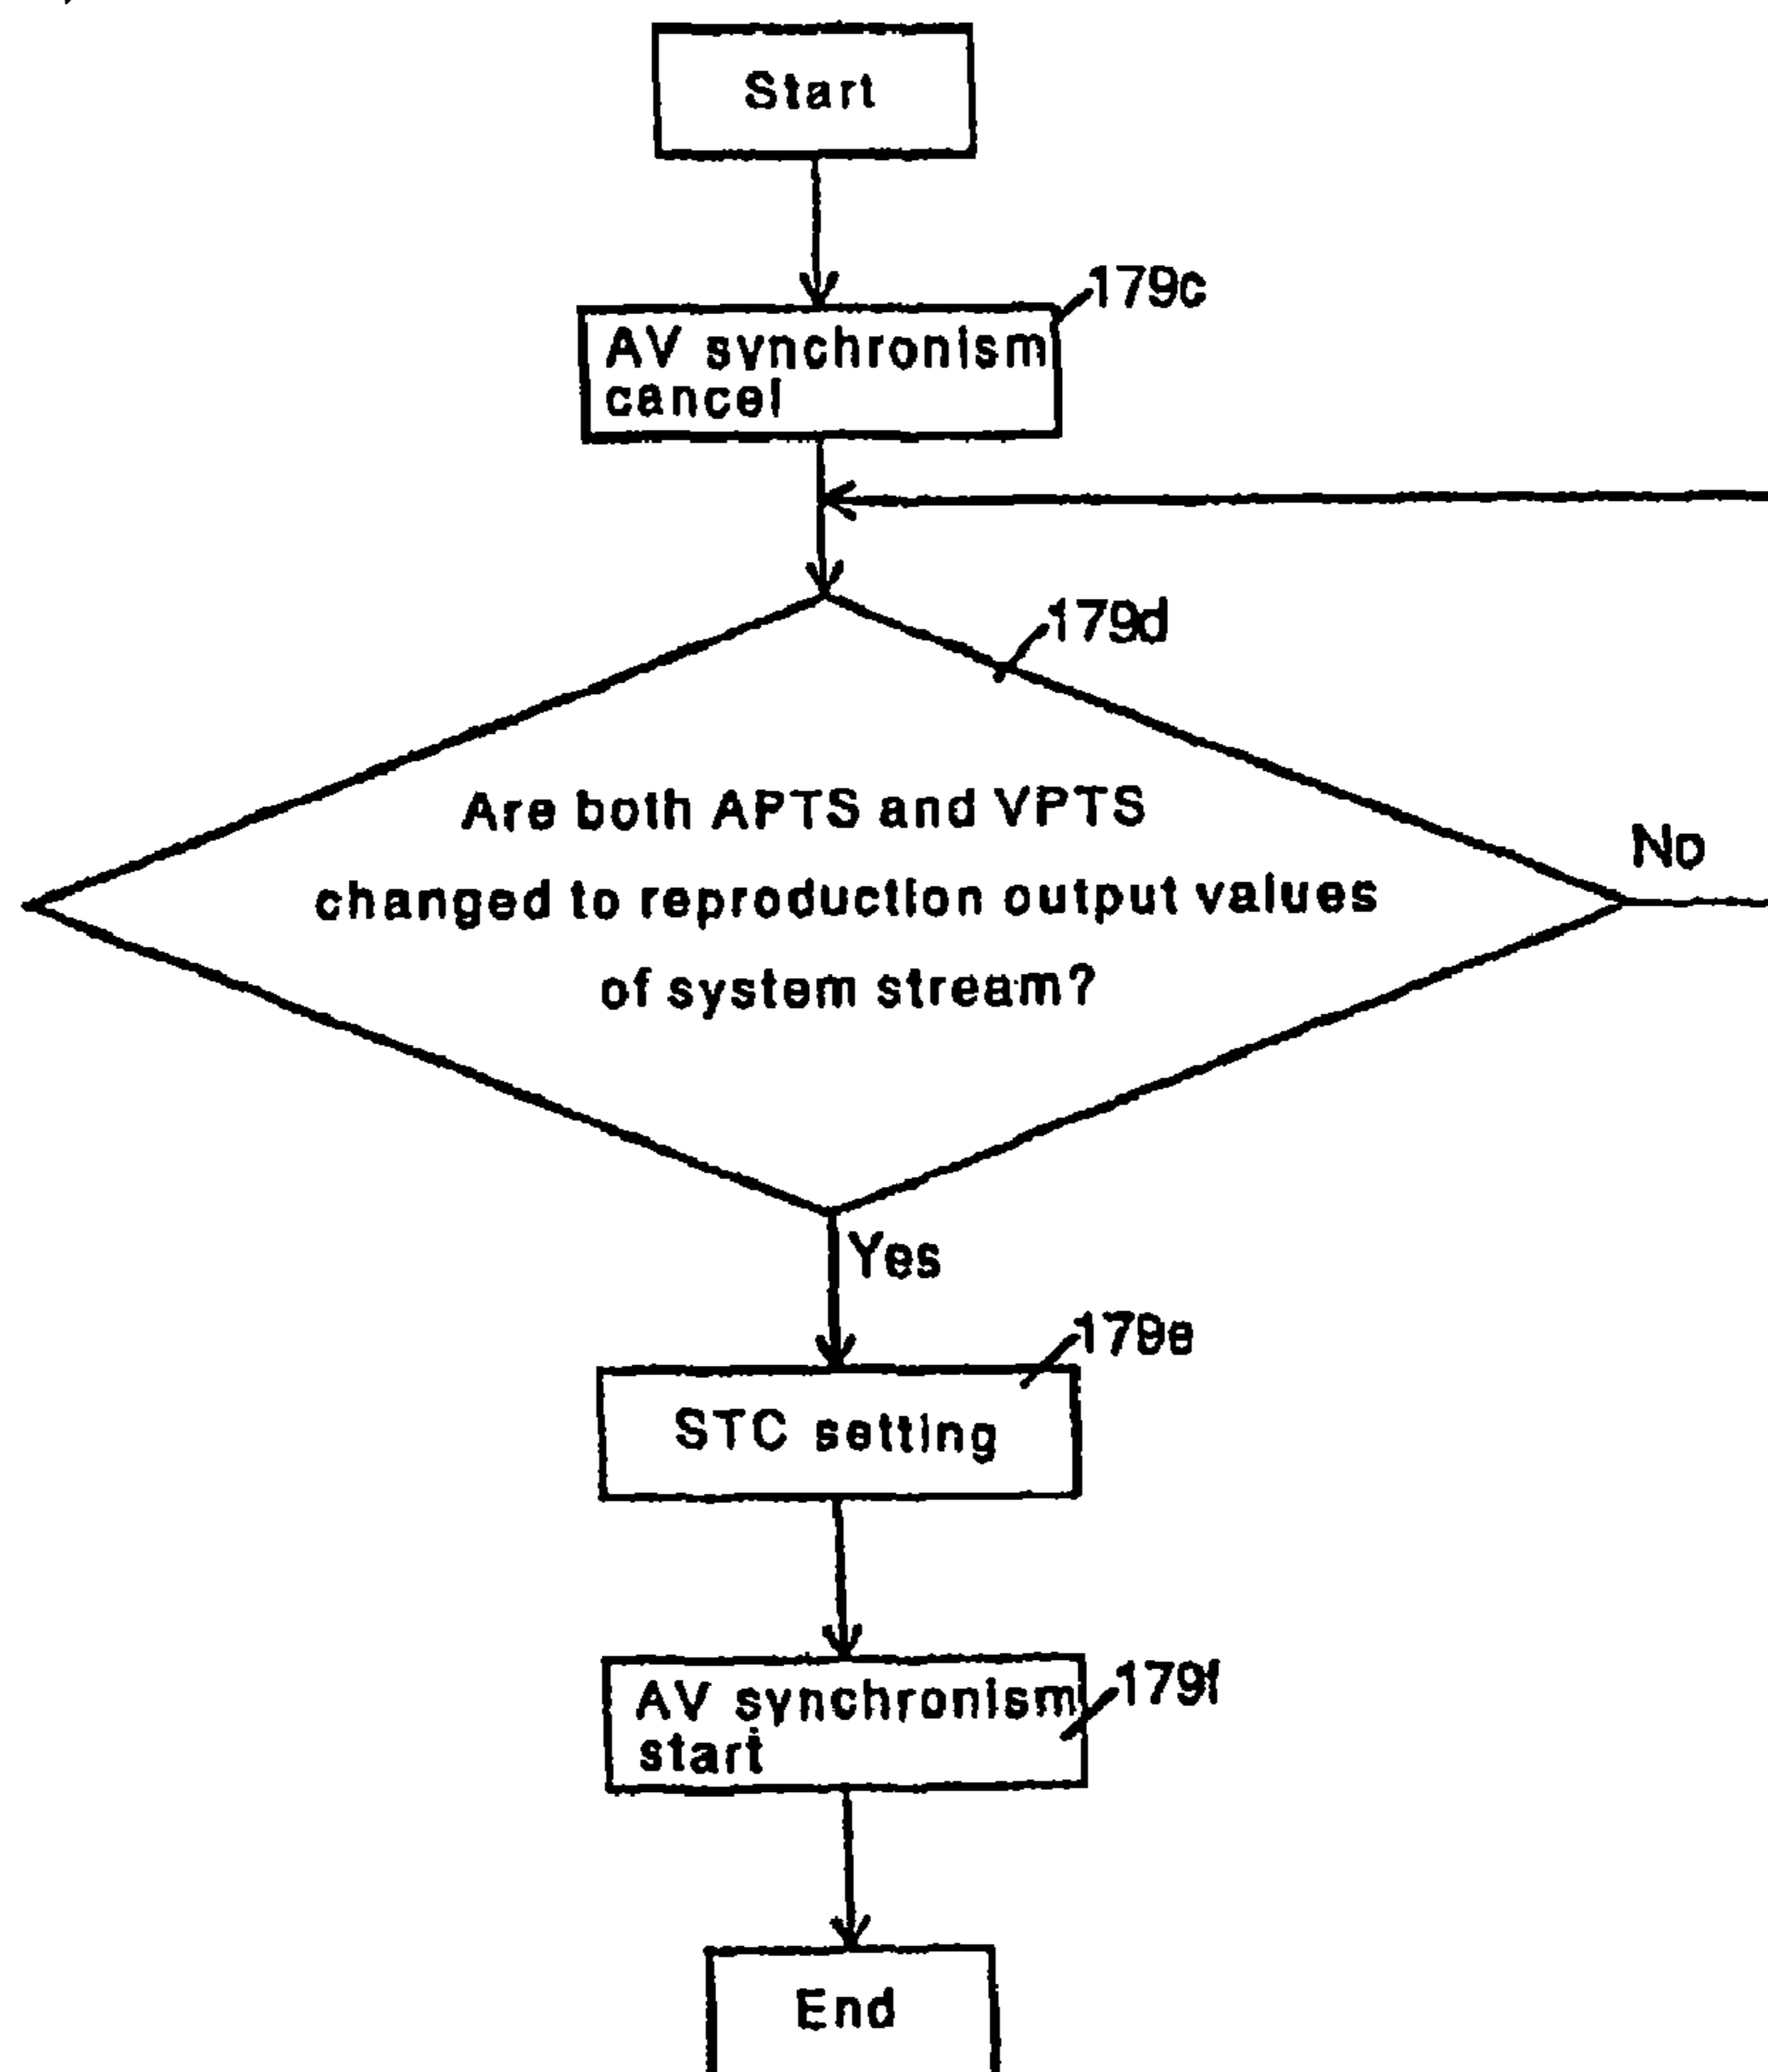 Start
179c
AV synchronism
cancel
179d
Are both APTS and VPTS
changed to reproduction output values
of system stream?
No
Yes
179e
STC setting
179f
AV synchronism
start
End